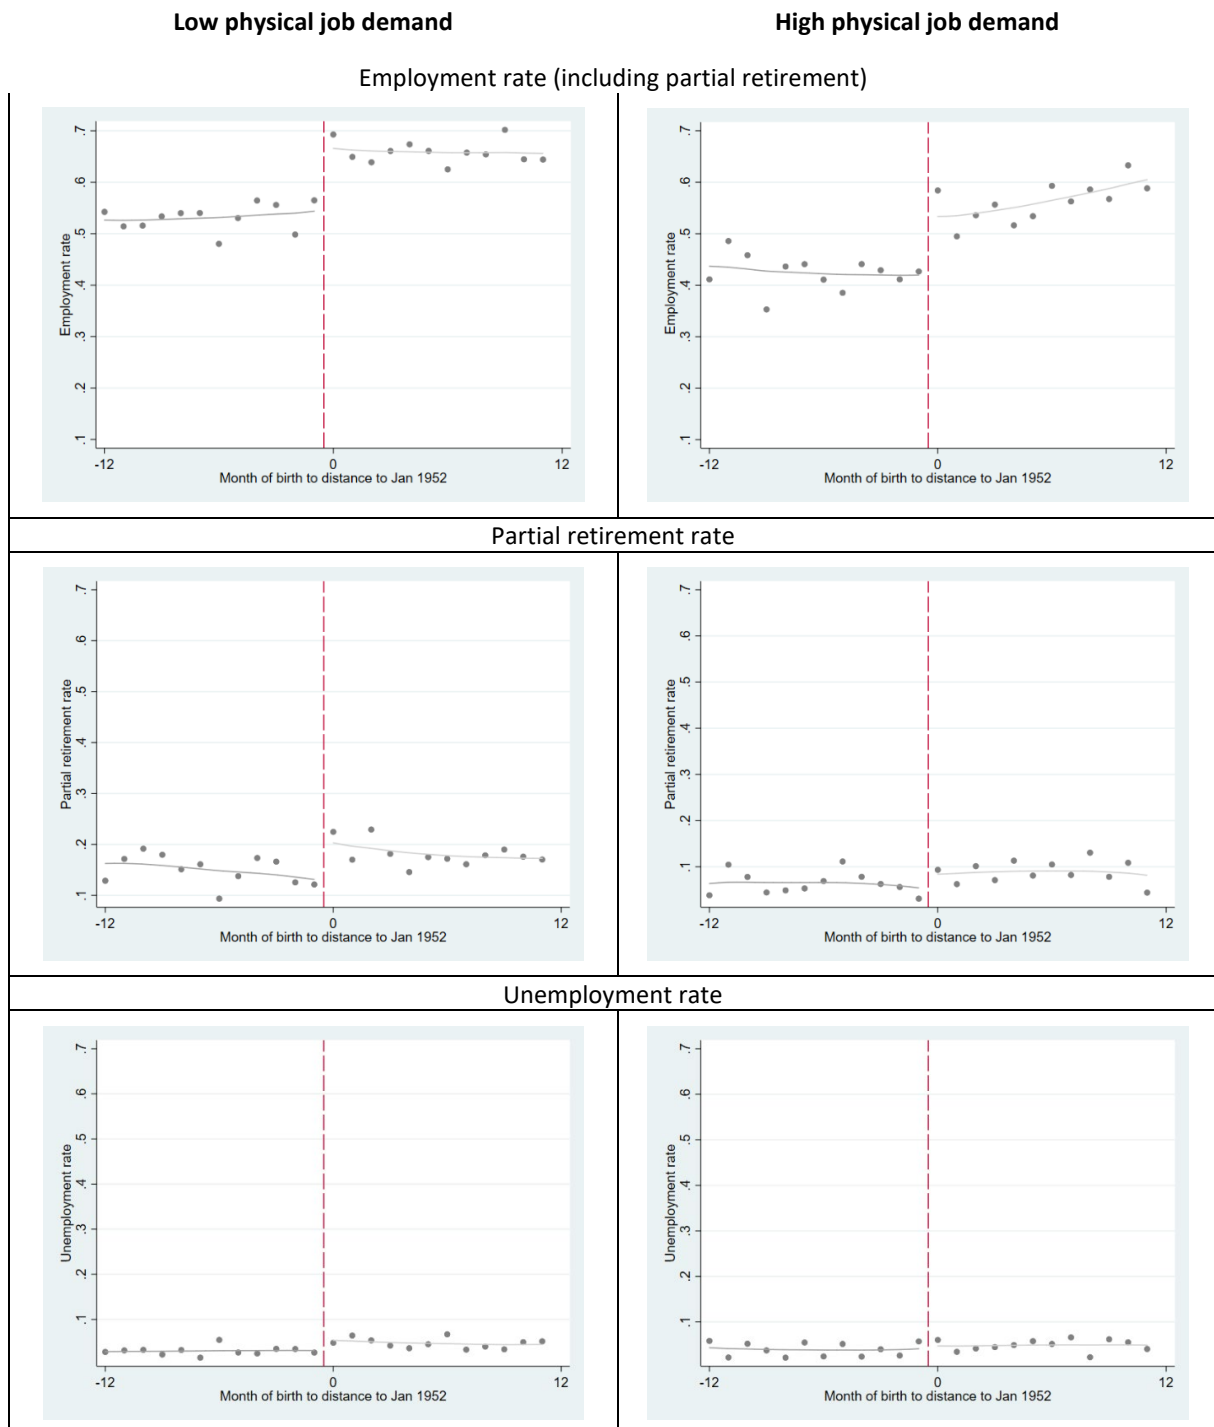 Low physical job demand High physical job demand
Employment rate (including partial retirement)
.7
.6
.5
.4
.3
.2
.1
Employment rate
-12 0 12
Month of birth to distance to Jan 1952
.7
.6
.5
.4
.3
.2
.1
Employment rate
-12 0 12
Month of birth to distance to Jan 1952
Partial retirement rate
.7
.6
.5
.4
.3
.2
.1
Partial retirement rate
-12 0 12
Month of birth to distance to Jan 1952
.7
.6
.5
.4
.3
.2
.1
Partial retirement rate
-12 0 12
Month of birth to distance to Jan 1952
Unemployment rate
.7
.6
.5
.4
.3
.2
.1
Unemployment rate
-12 0 12
Month of birth to distance to Jan 1952
.7
.6
.5
.4
.3
.2
.1
Unemployment rate
-12 0 12
Month of birth to distance to Jan 1952